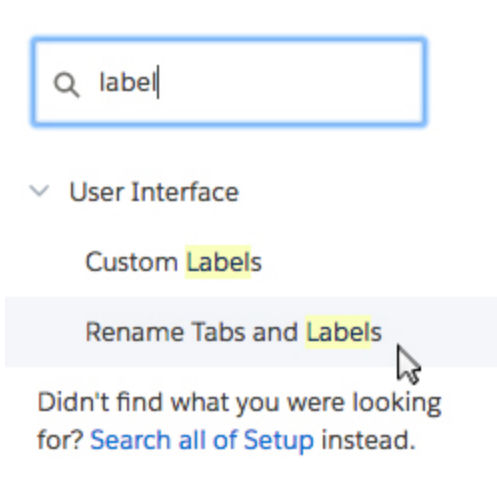 label
User Interface
Custom Labels
Rename Tabs and Labels
Didn't find what you were looking
for? Search all of Setup instead.